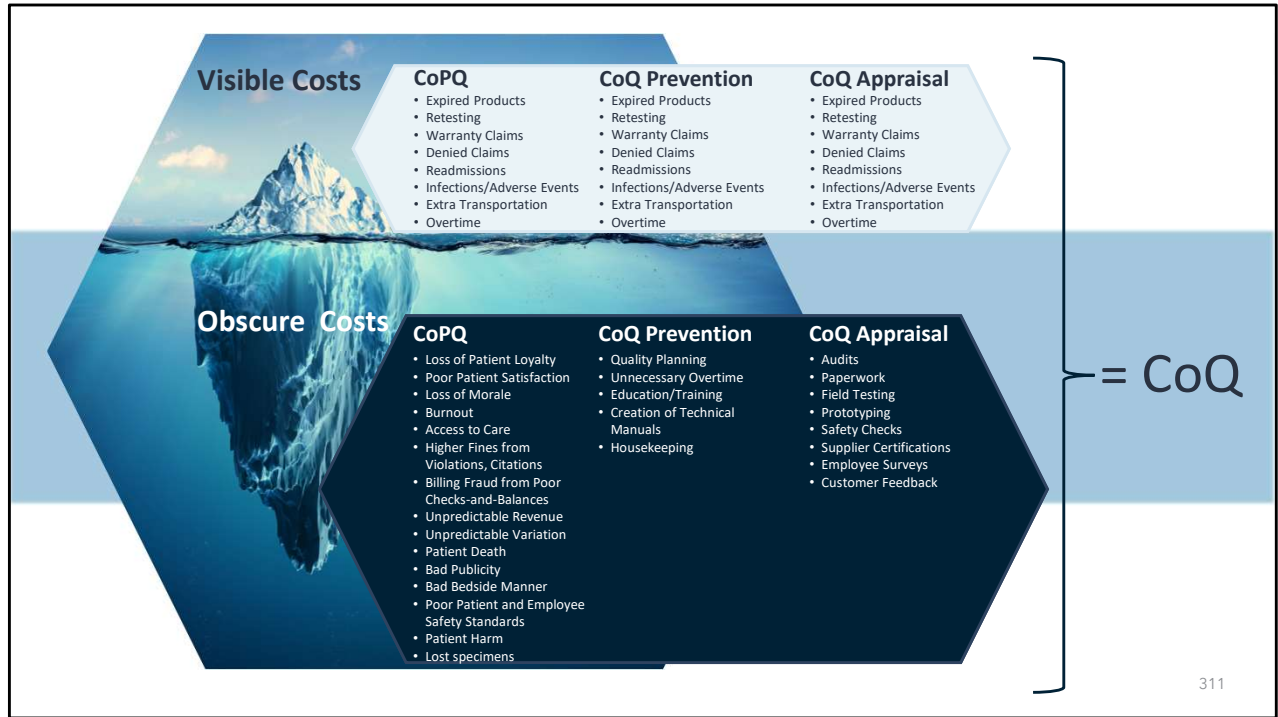 Visible Costs
CoPQ
• Expired Products
• Retesting
• Warranty Claims
• Denied Claims
• Readmissions
• Infections/Adverse Events
• Extra Transportation
• Overtime
CoQ Prevention
• Expired Products
• Retesting
• Warranty Claims
• Denied Claims
• Readmissions
• Infections/Adverse Events
• Extra Transportation
• Overtime
CoQ Appraisal
• Expired Products
• Retesting
• Warranty Claims
• Denied Claims
• Readmissions
• Infections/Adverse Events
• Extra Transportation
• Overtime
Obscure Costs
CoPQ
• Loss of Patient Loyalty
• Poor Patient Satisfaction
• Loss of Morale
• Burnout
• Access to Care
• Higher Fines from
Violations, Citations
• Billing Fraud from Poor
Checks-and-Balances
• Unpredictable Revenue
• Unpredictable Variation
• Patient Death
• Bad Publicity
• Bad Bedside Manner
• Poor Patient and Employee
Safety Standards
• Patient Harm
• Lost specimens
CoQ Prevention
• Quality Planning
• Unnecessary Overtime
• Education/Training
• Creation of Technical
Manuals
• Housekeeping
CoQ Appraisal
• Audits
• Paperwork
• Field Testing
• Prototyping
• Safety Checks
• Supplier Certifications
• Employee Surveys
• Customer Feedback
= CoQ
311